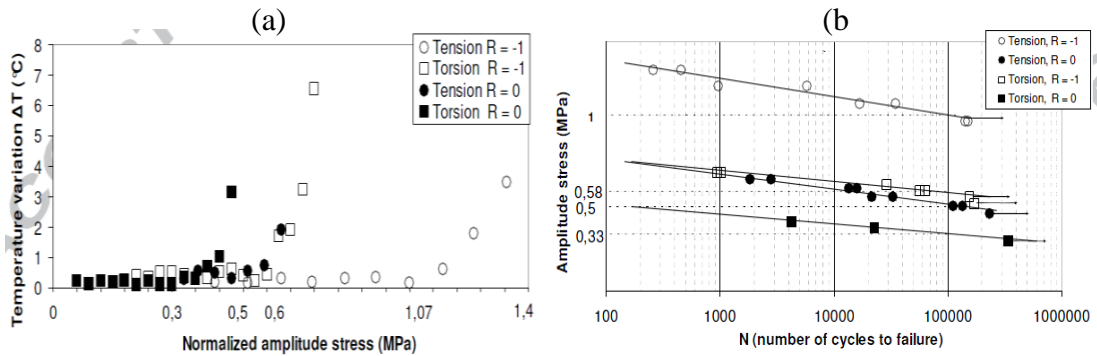 (a)
Temperature variation ΔT (°C)
8
7
6
5
4
3
2
1
0
○ Tension R = -1
□ Torsion R = -1
● Tension R = 0
■ Torsion R = 0
0
0,3
0,5
0,6
1,07
1,4
Normalized amplitude stress (MPa)
(b)
Amplitude stress (MPa)
1
0,58
0,5
0,33
○ Tension, R = -1
● Tension, R = 0
□ Torsion, R = -1
■ Torsion, R = 0
100
1000
10000
100000
1000000
N (number of cycles to failure)